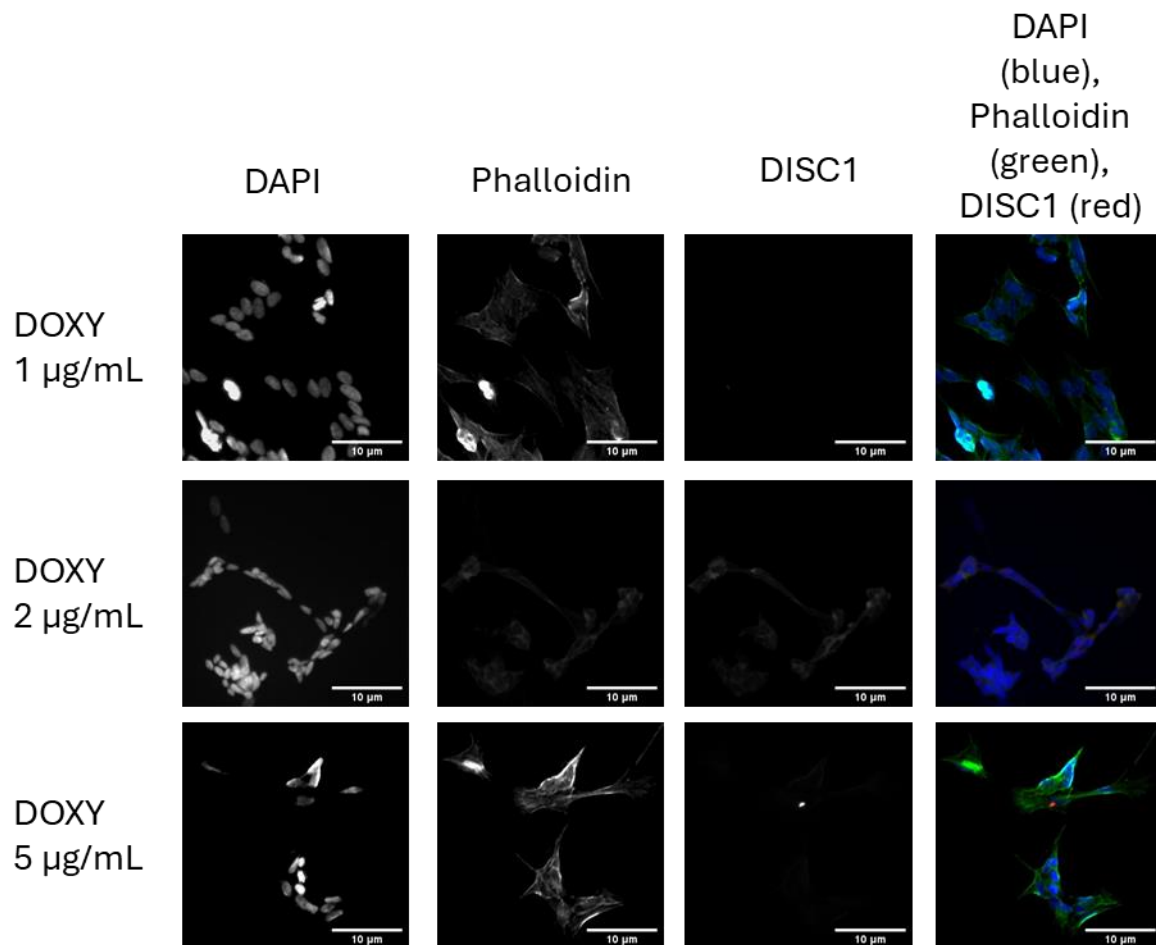 DAPI
(blue),
Phalloidin
(green),
DISC1 (red)
DAPI
Phalloidin
DISC1
DOXY
1 µg/mL
10 µm
10 µm
10 µm
10 µm
DOXY
2 µg/mL
10 µm
10 µm
10 µm
10 µm
DOXY
5 µg/mL
10 µm
10 µm
10 µm
10 µm